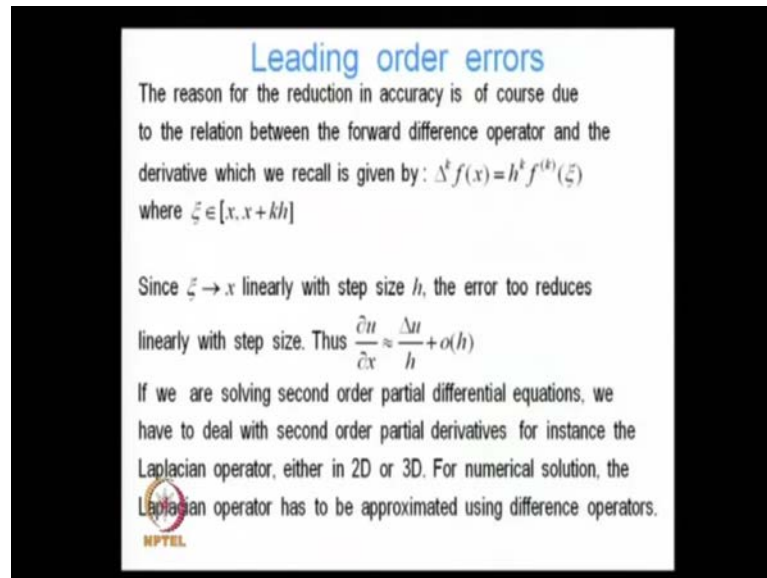 Leading order errors
The reason for the reduction in accuracy is of course due
to the relation between the forward difference operator and the
derivative which we recall is given by: Δᵏ f(x) = hᵏ f⁽ᵏ⁾(ξ)
where ξ ∈ [x, x + kh]
Since ξ → x linearly with step size h, the error too reduces
linearly with step size. Thus ∂u/∂x ≈ Δu/h + o(h)
If we are solving second order partial differential equations, we
have to deal with second order partial derivatives for instance the
Laplacian operator, either in 2D or 3D. For numerical solution, the
Laplacian operator has to be approximated using difference operators.
NPTEL